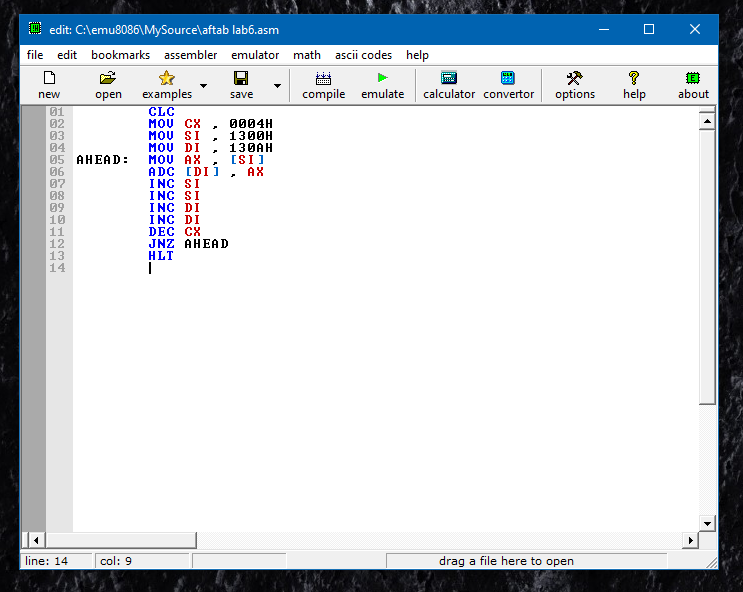 edit: C:\emu8086\MySource\aftab lab6.asm
file edit bookmarks assembler emulator math ascii codes help
new open examples save compile emulate calculator convertor options help about
01 CLC
02 MOV CX , 0004H
03 MOV SI , 1300H
04 MOV DI , 130AH
05 AHEAD: MOV AX , [SI]
06 ADC [DI] , AX
07 INC SI
08 INC SI
09 INC DI
10 INC DI
11 DEC CX
12 JNZ AHEAD
13 HLT
14
line: 14 col: 9 drag a file here to open